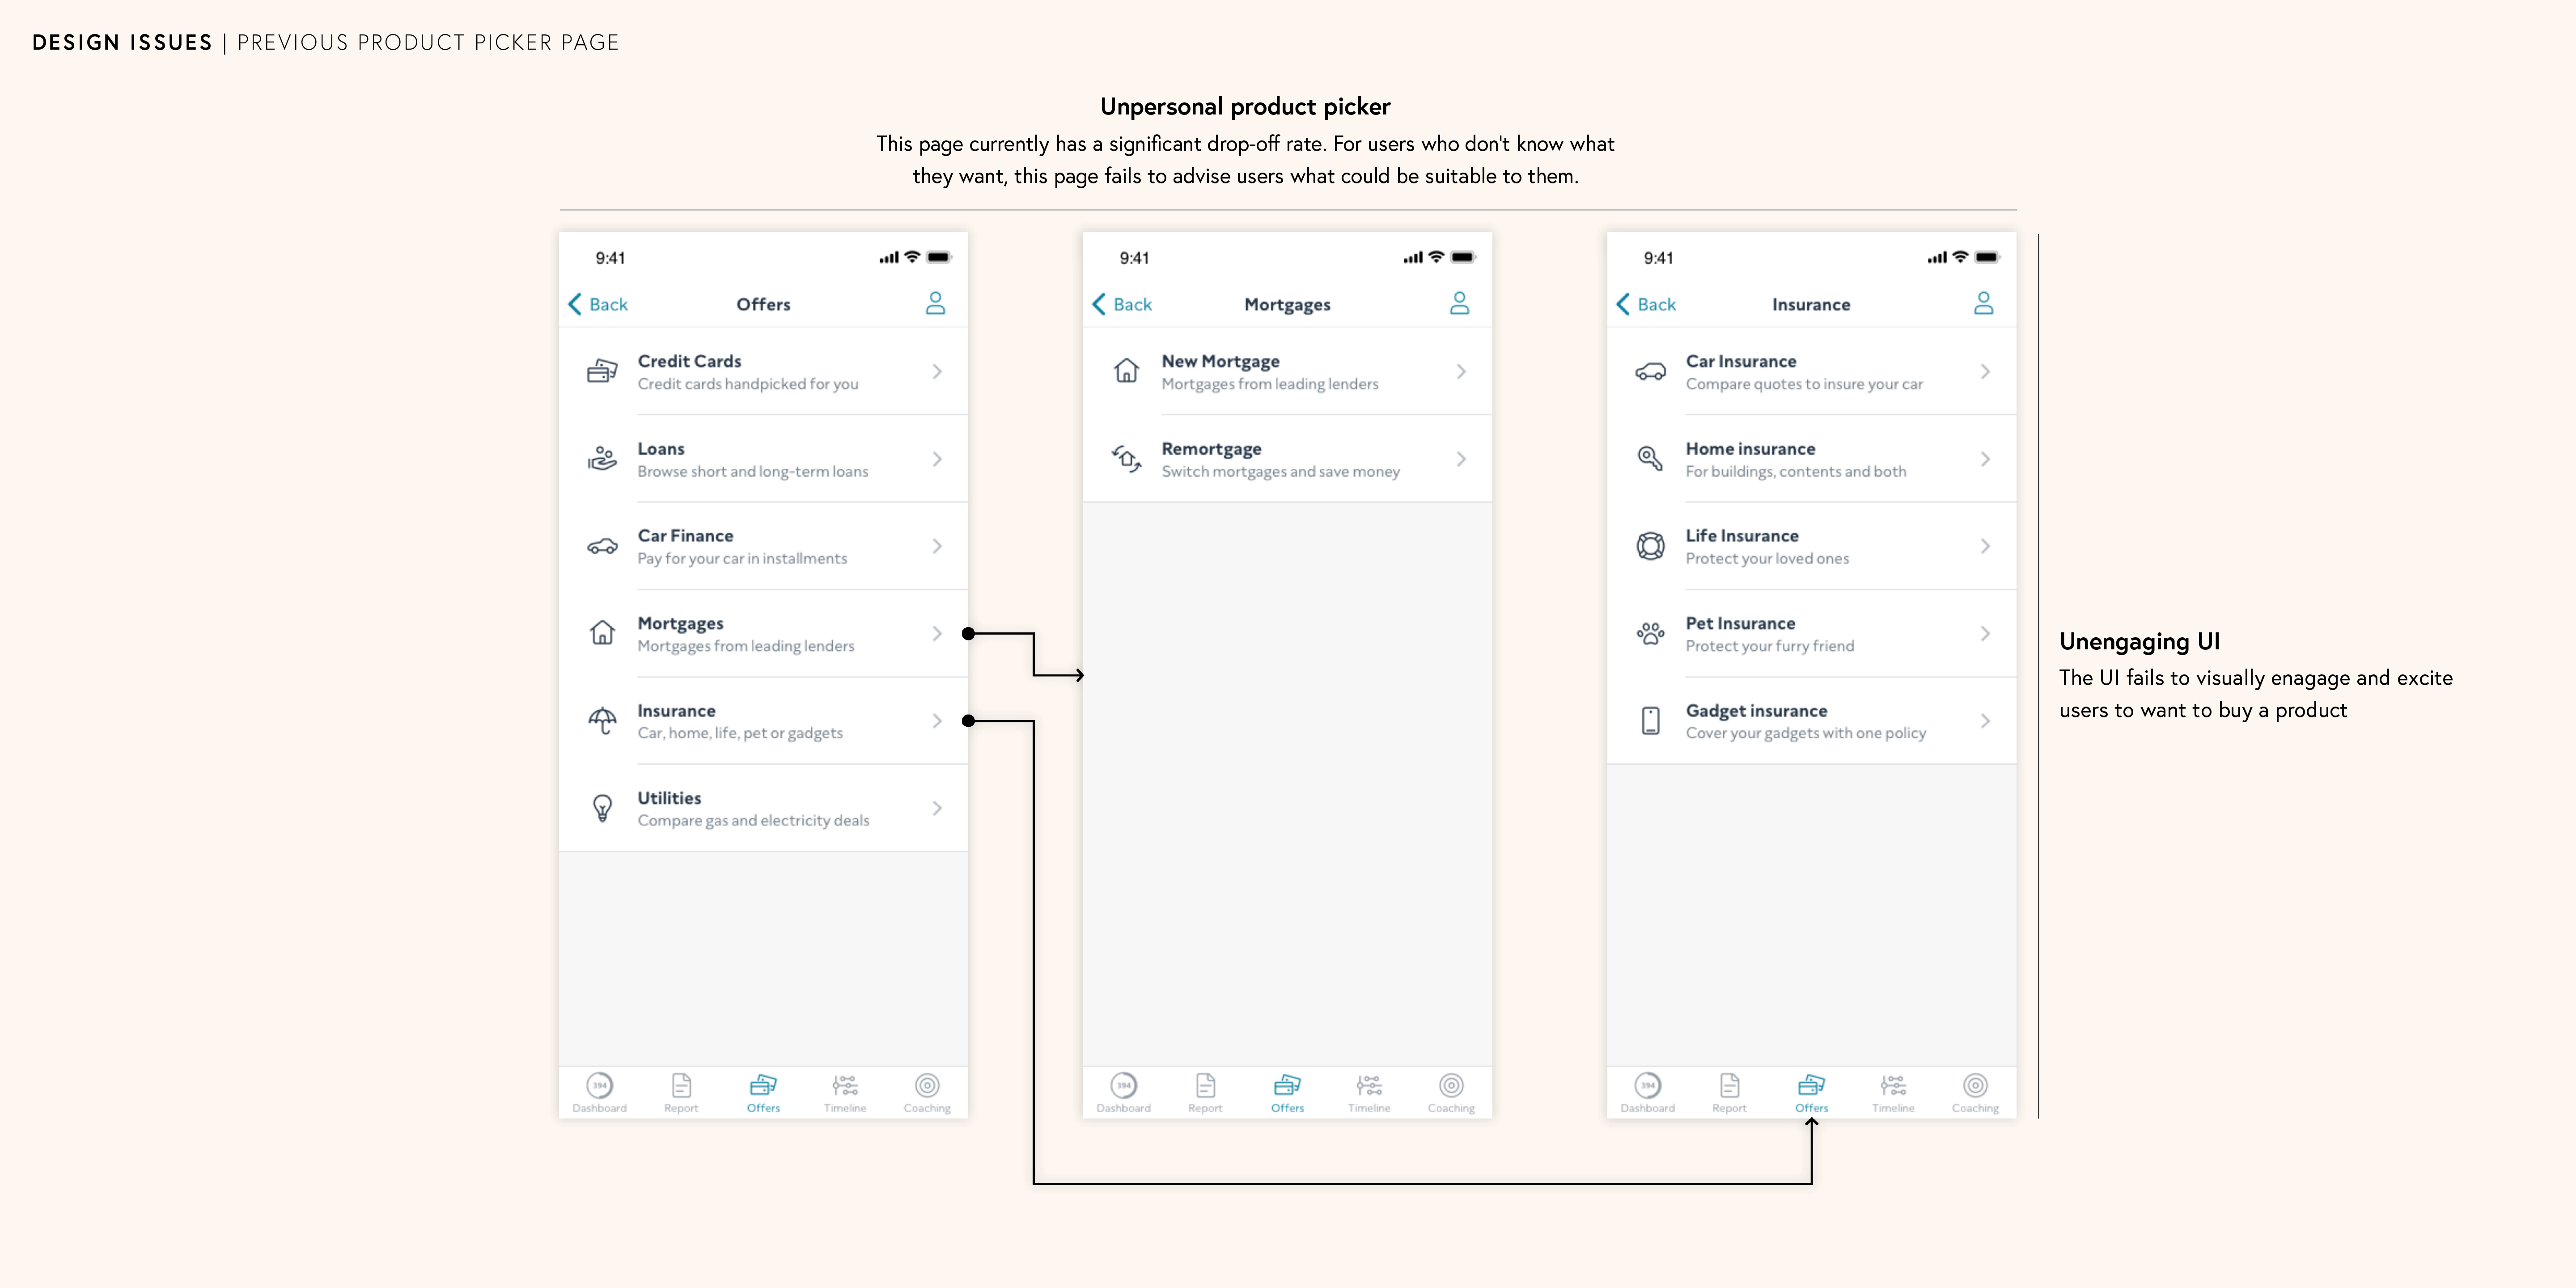 DESIGN ISSUES | PREVIOUS PRODUCT PICKER PAGE
Unpersonal product picker
This page currently has a significant drop-off rate. For users who don't know what
they want, this page fails to advise users what could be suitable to them.
9:41
Back
Offers
Credit Cards
Credit cards handpicked for you
Loans
Browse short and long-term loans
Car Finance
Pay for your car in installments
Mortgages
Mortgages from leading lenders
Insurance
Car, home, life, pet or gadgets
Utilities
Compare gas and electricity deals
394
Dashboard
Report
Offers
Timeline
Coaching
9:41
Back
Mortgages
New Mortgage
Mortgages from leading lenders
Remortgage
Switch mortgages and save money
394
Dashboard
Report
Offers
Timeline
Coaching
9:41
Back
Insurance
Car Insurance
Compare quotes to insure your car
Home insurance
For buildings, contents and both
Life Insurance
Protect your loved ones
Pet Insurance
Protect your furry friend
Gadget insurance
Cover your gadgets with one policy
394
Dashboard
Report
Offers
Timeline
Coaching
Unengaging UI
The UI fails to visually enagage and excite
users to want to buy a product